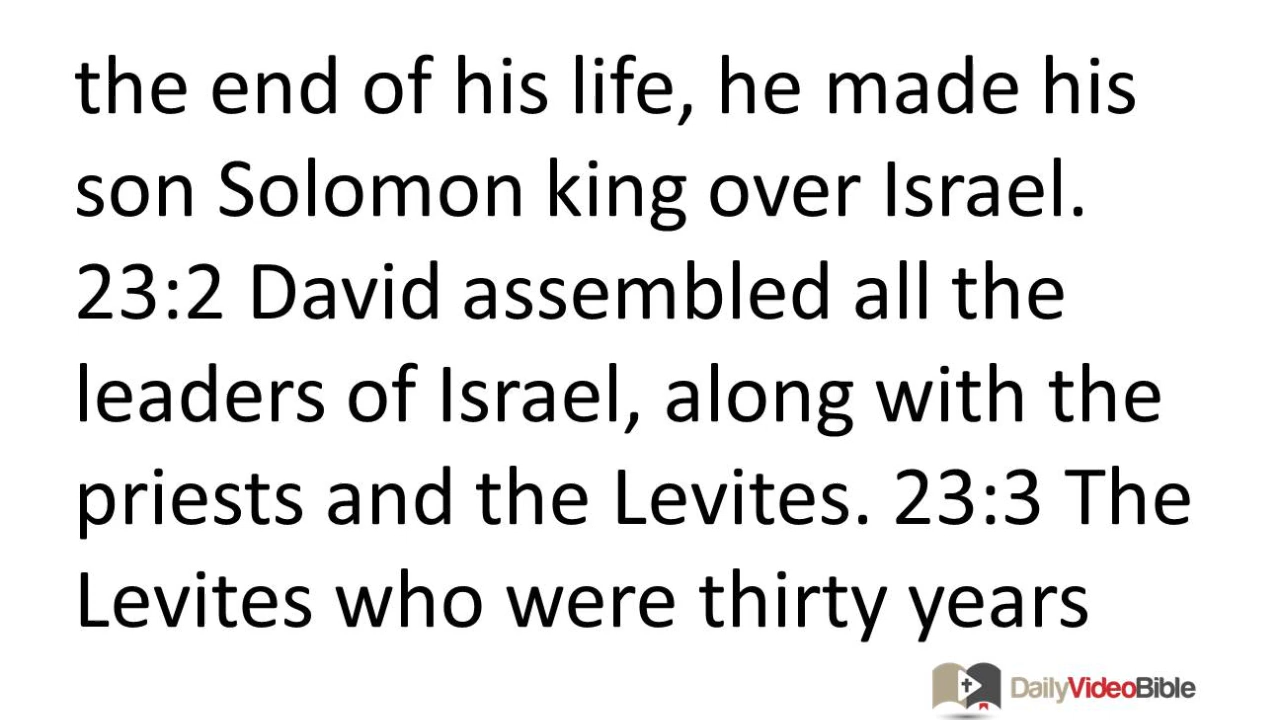 the end of his life, he made his
son Solomon king over Israel.
23:2 David assembled all the
leaders of Israel, along with the
priests and the Levites. 23:3 The
Levites who were thirty years
DailyVideoBible